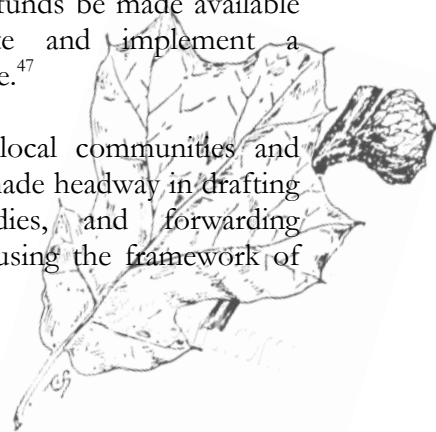 funds be made available
and implement a
e.47
local communities and
made headway in drafting
dies, and forwarding
using the framework of